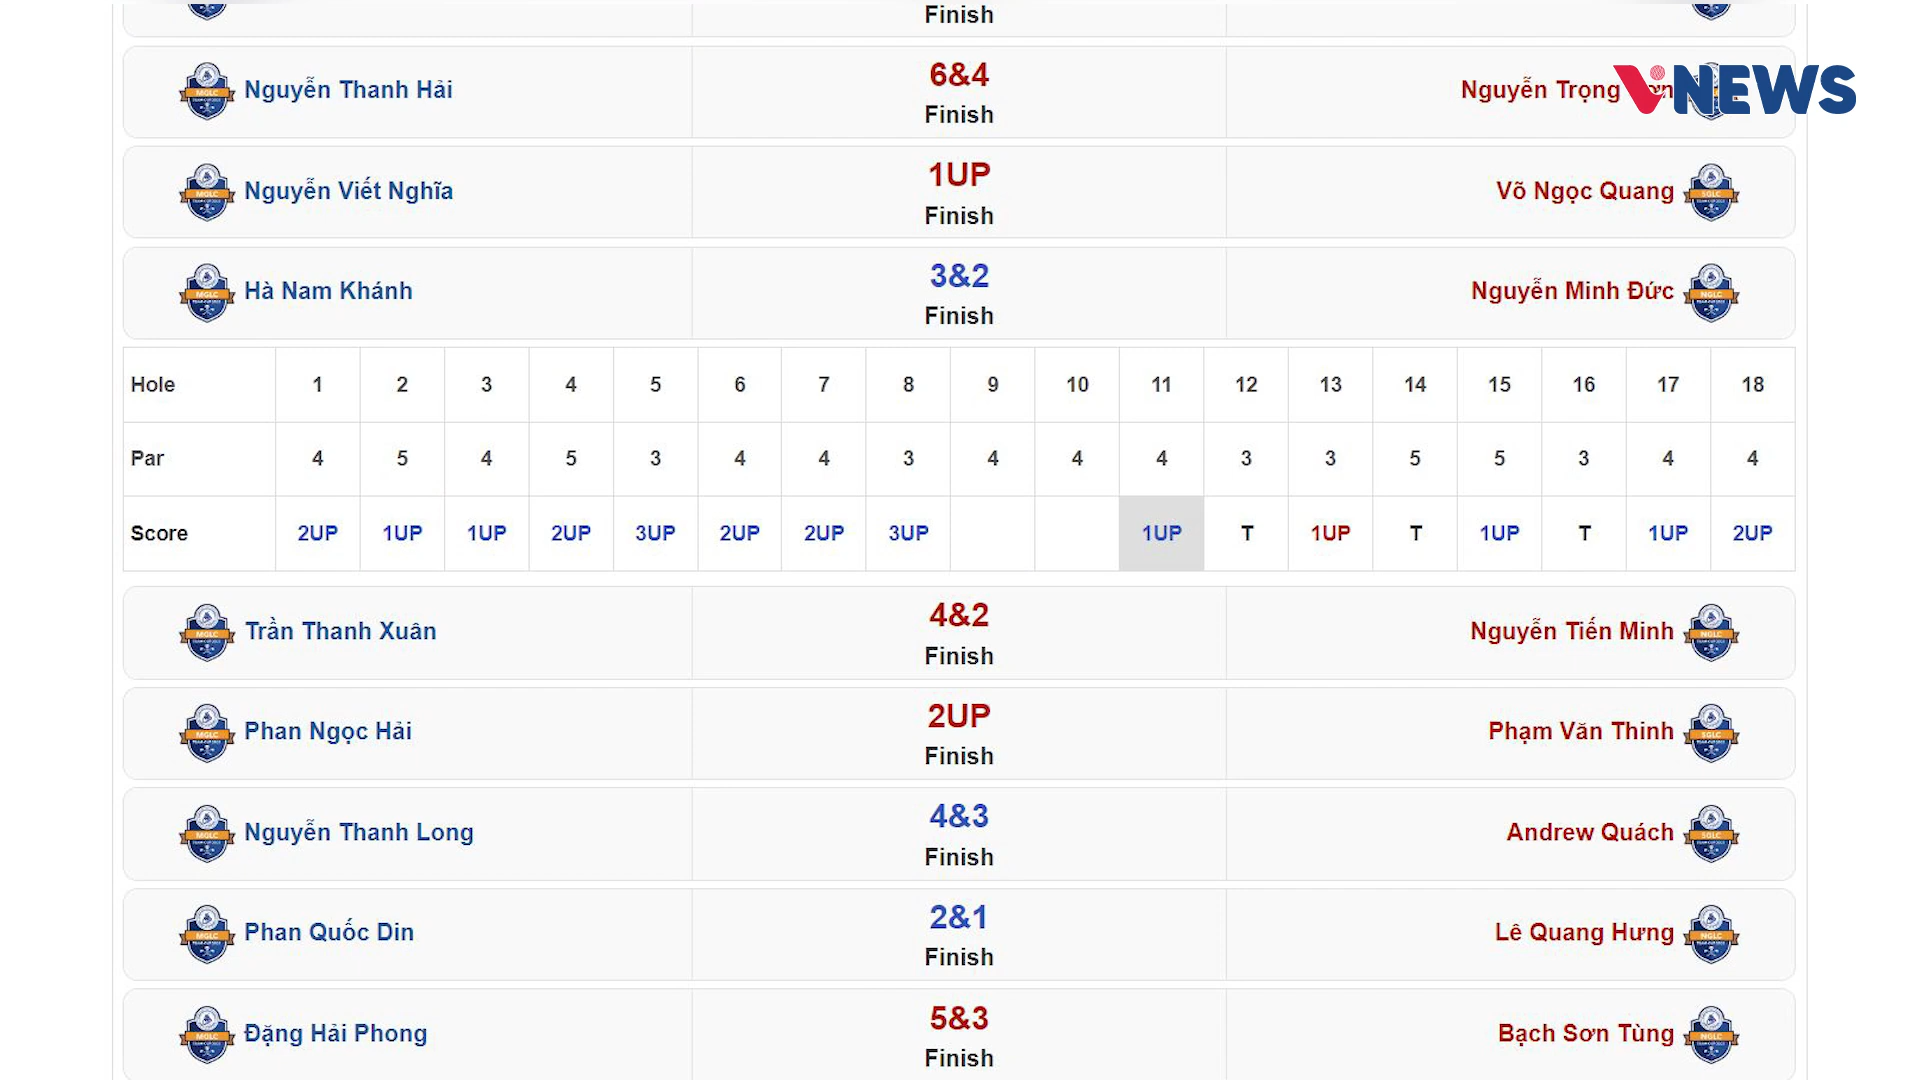 Finish
Nguyễn Thanh Hải 6&4 Nguyễn Trọng
Finish
VNEWS
Nguyễn Viết Nghĩa 1UP Võ Ngọc Quang
Finish
Hà Nam Khánh 3&2 Nguyễn Minh Đức
Finish
Hole 1 2 3 4 5 6 7 8 9 10 11 12 13 14 15 16 17 18
Par 4 5 4 5 3 4 4 3 4 4 4 3 3 5 5 3 4 4
Score 2UP 1UP 1UP 2UP 3UP 2UP 2UP 3UP 1UP T 1UP T 1UP T 1UP 2UP
Trần Thanh Xuân 4&2 Nguyễn Tiến Minh
Finish
Phan Ngọc Hải 2UP Phạm Văn Thinh
Finish
Nguyễn Thanh Long 4&3 Andrew Quách
Finish
Phan Quốc Din 2&1 Lê Quang Hưng
Finish
Đặng Hải Phong 5&3 Bạch Sơn Tùng
Finish